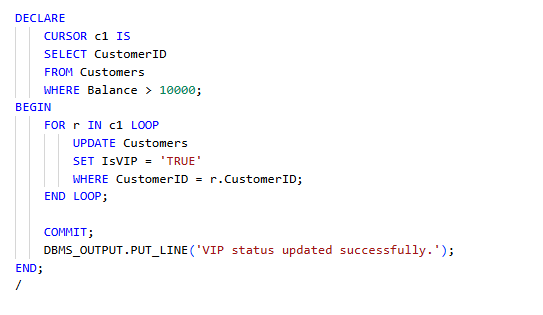 DECLARE
    CURSOR c1 IS
    SELECT CustomerID
    FROM Customers
    WHERE Balance > 10000;
BEGIN
    FOR r IN c1 LOOP
        UPDATE Customers
        SET IsVIP = 'TRUE'
        WHERE CustomerID = r.CustomerID;
    END LOOP;

    COMMIT;
    DBMS_OUTPUT.PUT_LINE('VIP status updated successfully.');
END;
/